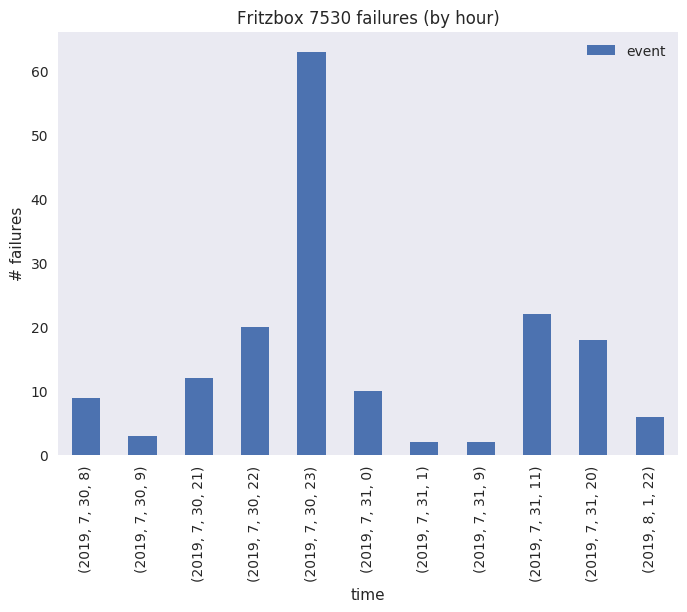 Fritzbox 7530 failures (by hour)
event
# failures
60
50
40
30
20
10
0
(2019, 7, 30, 8)
(2019, 7, 30, 9)
(2019, 7, 30, 21)
(2019, 7, 30, 22)
(2019, 7, 30, 23)
(2019, 7, 31, 0)
(2019, 7, 31, 1)
(2019, 7, 31, 9)
(2019, 7, 31, 11)
(2019, 7, 31, 20)
(2019, 8, 1, 22)
time